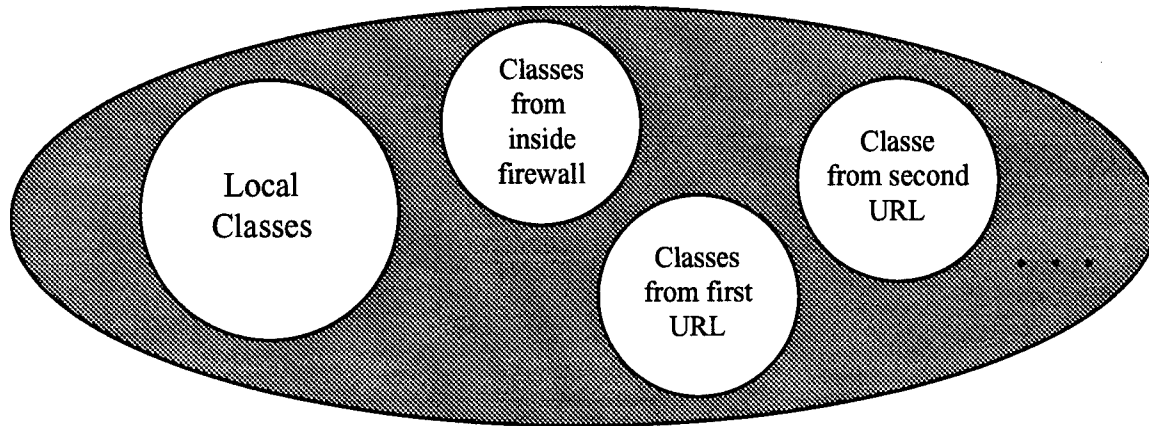 Local
Classes
Classes
from
inside
firewall
Classes
from first
URL
Classe
from second
URL
. . .